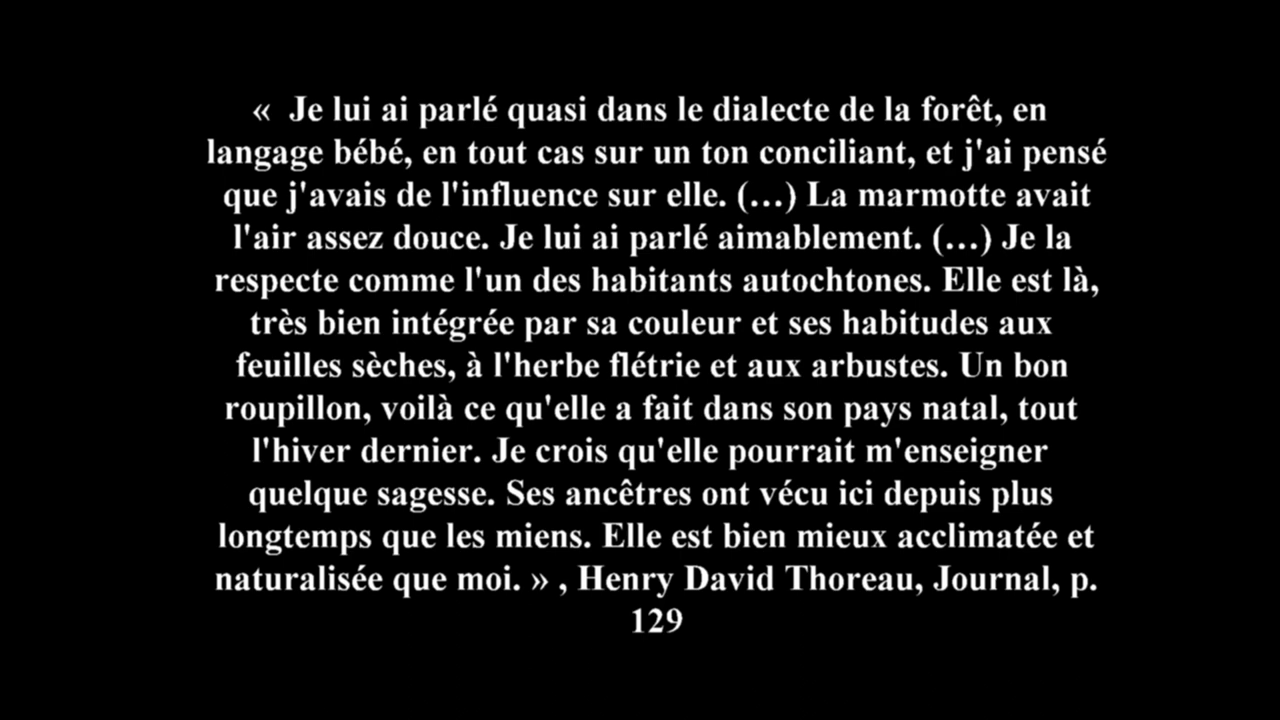 «  Je lui ai parlé quasi dans le dialecte de la forêt, en
langage bébé, en tout cas sur un ton conciliant, et j'ai pensé
que j'avais de l'influence sur elle. (…) La marmotte avait
l'air assez douce. Je lui ai parlé aimablement. (…) Je la
respecte comme l'un des habitants autochtones. Elle est là,
très bien intégrée par sa couleur et ses habitudes aux
feuilles sèches, à l'herbe flétrie et aux arbustes. Un bon
roupillon, voilà ce qu'elle a fait dans son pays natal, tout
l'hiver dernier. Je crois qu'elle pourrait m'enseigner
quelque sagesse. Ses ancêtres ont vécu ici depuis plus
longtemps que les miens. Elle est bien mieux acclimatée et
naturalisée que moi. » , Henry David Thoreau, Journal, p.
129